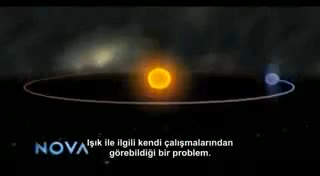 NOVA
Işık ile ilgili kendi çalışmalarından
görebildiği bir problem.